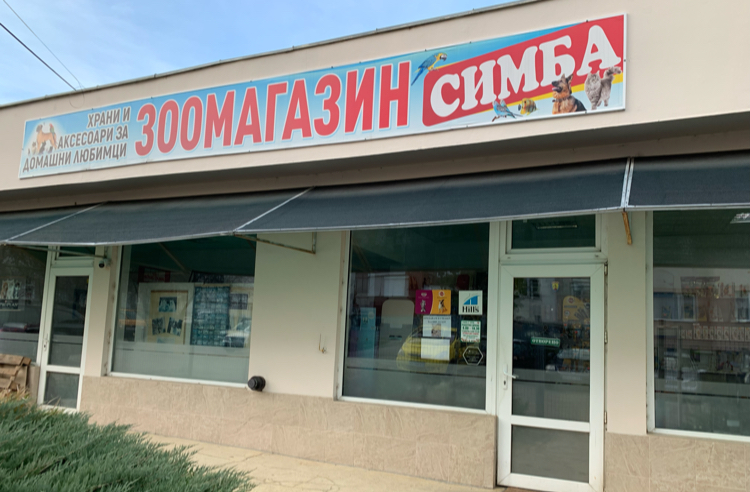 ХРАНИ И
АКСЕСОАРИ ЗА
ДОМАШНИ ЛЮБИМЦИ
ЗООМАГАЗИН
СИМБА
Hill's